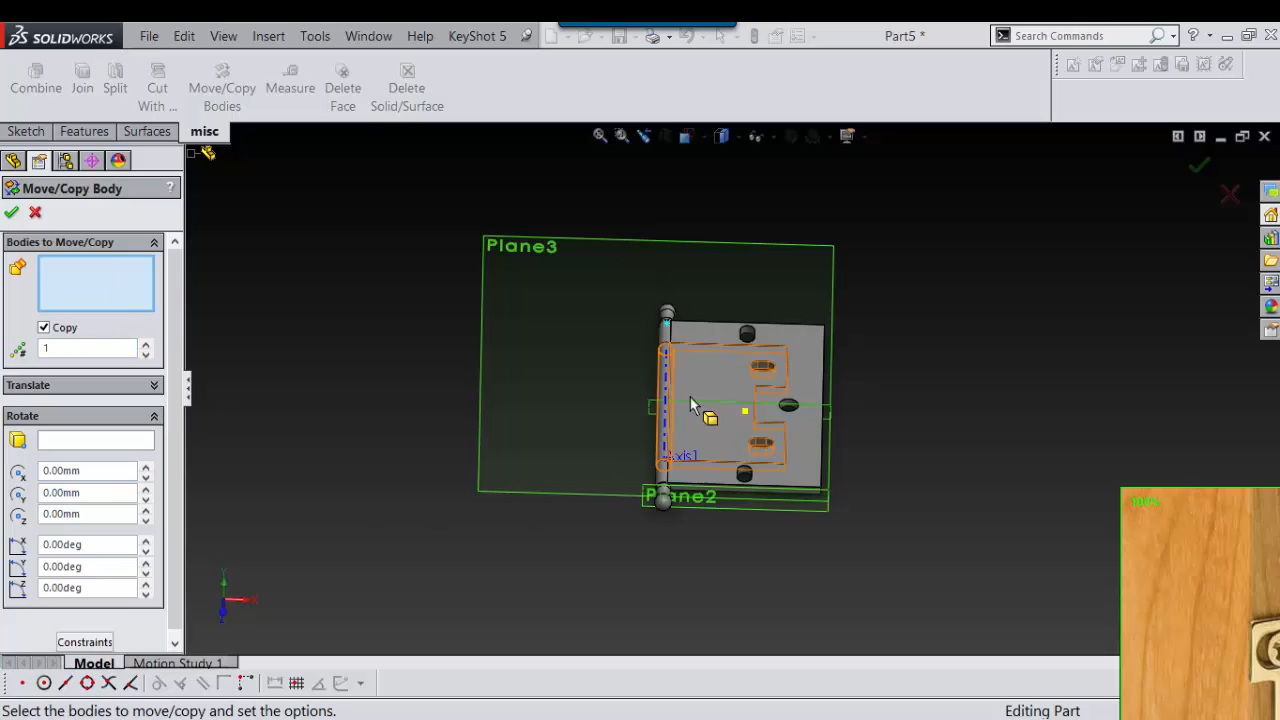 SOLIDWORKS File Edit View Insert Tools Window Help KeyShot 5 Part5 * Search Commands ?
Combine Join Split Cut With ... Move/Copy Bodies Measure Delete Face Delete Solid/Surface
Sketch Features Surfaces misc
Move/Copy Body ?
Bodies to Move/Copy
Copy
1
Translate
Rotate
0.00mm
0.00mm
0.00mm
X 0.00deg
Y 0.00deg
Z 0.00deg
Constraints
Plane3
Axis1
Plane2
Y
X
Model Motion Study 1
Select the bodies to move/copy and set the options. Editing Part